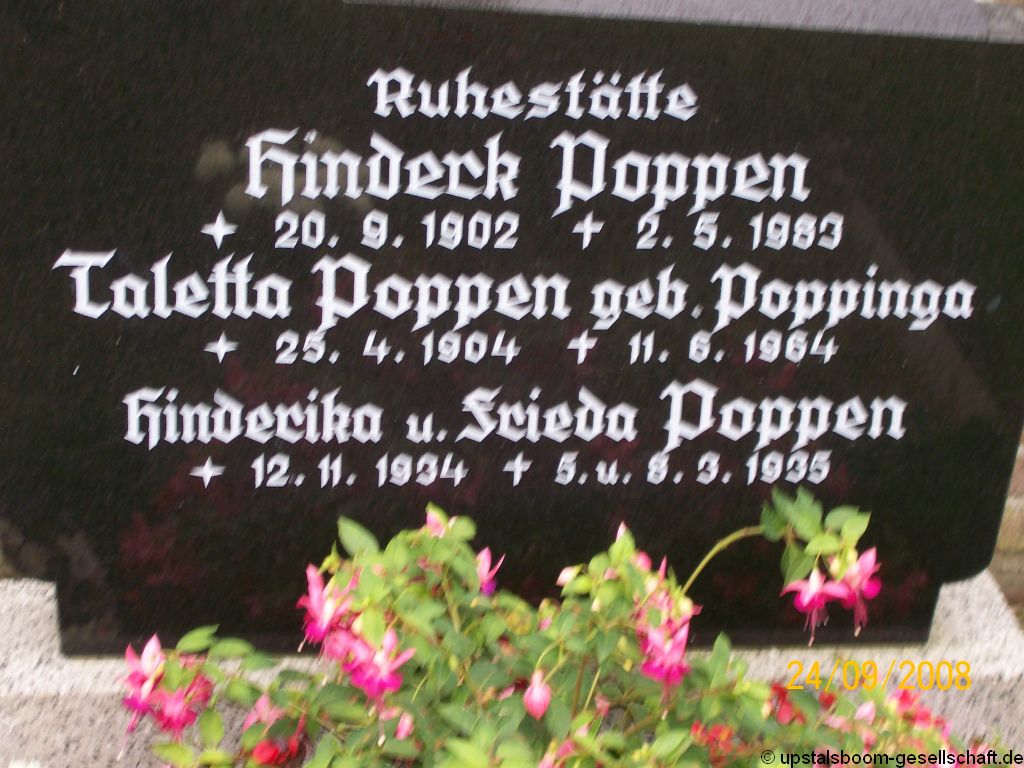 Ruhestätte
Hinderk Poppen
20. 9. 1902 2. 5. 1983
Taletta Poppen geb. Poppinga
25. 4. 1904 11. 6. 1964
Hinderika u. Frieda Poppen
12. 11. 1934 5. u. 8. 3. 1935
24/09/2008
© upstalsboom-gesellschaft.de